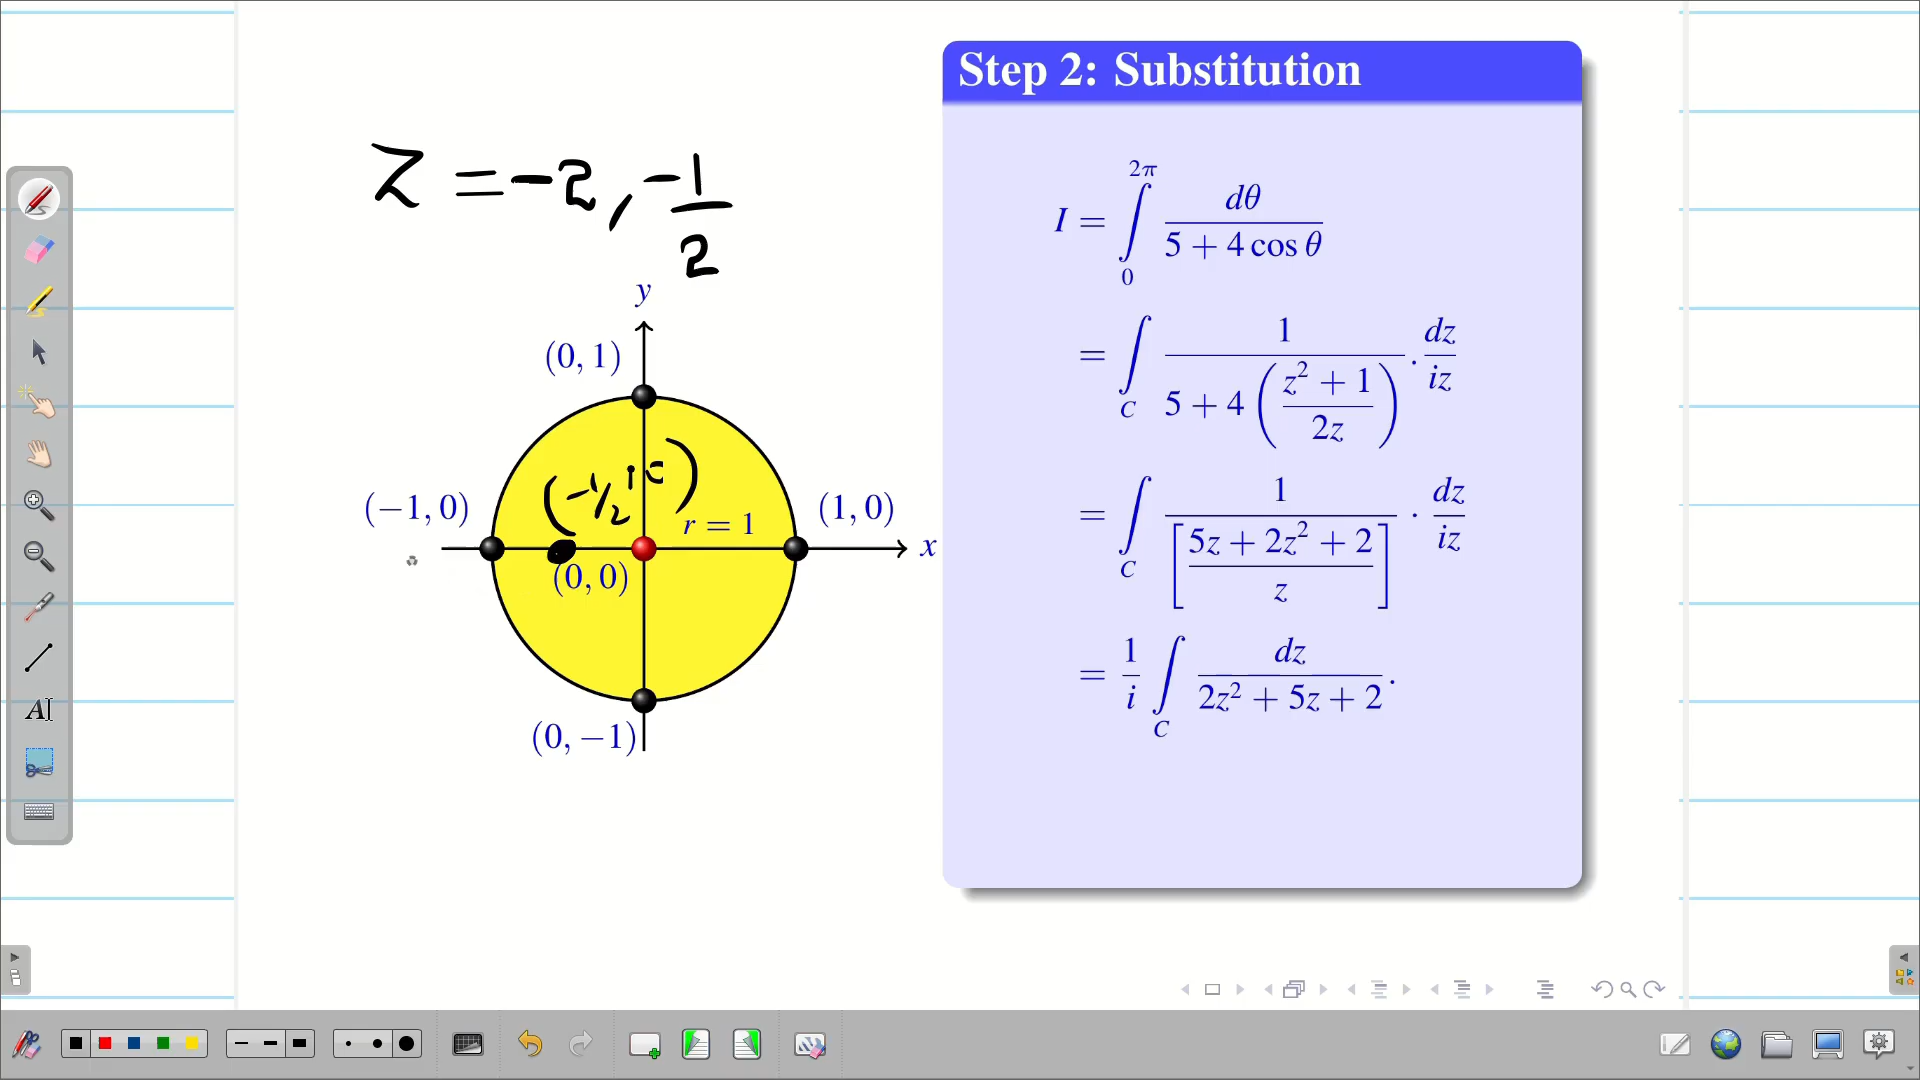 Step 2: Substitution
Z = -2, -1/2
I = ∫_0^{2π} dθ / (5 + 4 cos θ)
= ∫_C 1 / (5 + 4 ((z² + 1) / 2z)) · dz / iz
= ∫_C 1 / [(5z + 2z² + 2) / z] · dz / iz
= 1/i ∫_C dz / (2z² + 5z + 2).
y
(0, 1)
(-1/2, 0)
(−1, 0)
r = 1
(1, 0)
x
(0, 0)
(0, −1)
A